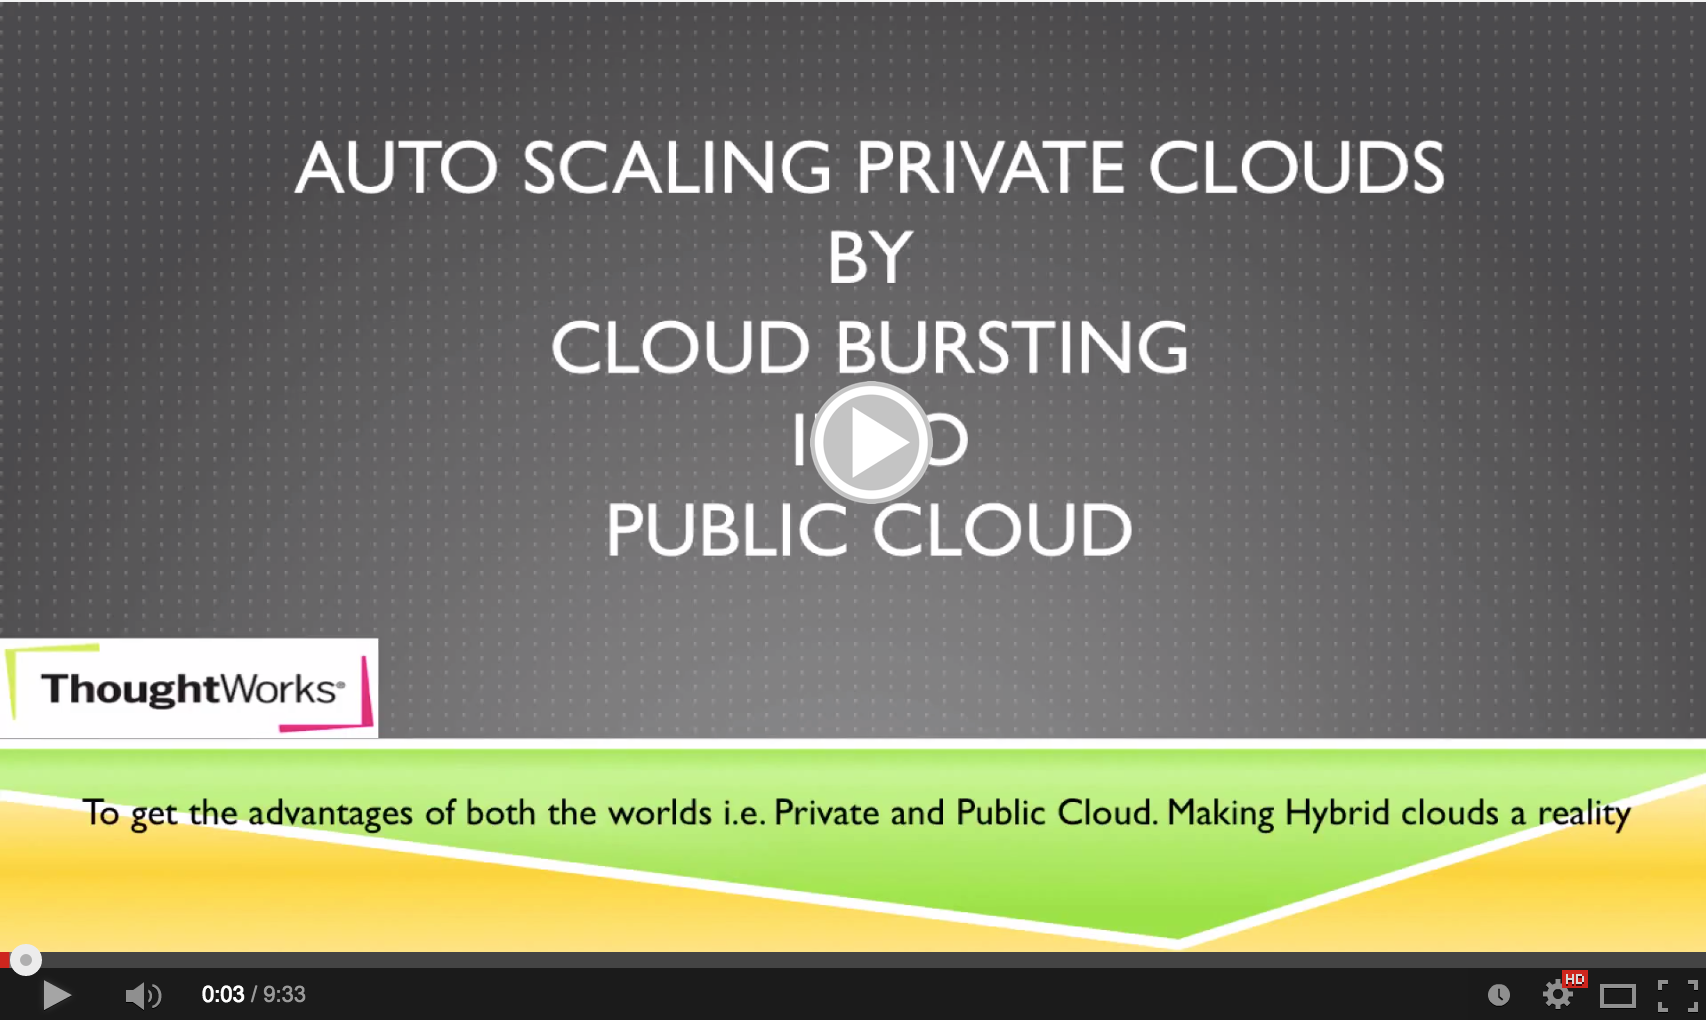 AUTO SCALING PRIVATE CLOUDS
BY
CLOUD BURSTING
PUBLIC CLOUD
ThoughtWorks®
To get the advantages of both the worlds i.e. Private and Public Cloud. Making Hybrid clouds a reality
0:03 / 9:33
HD